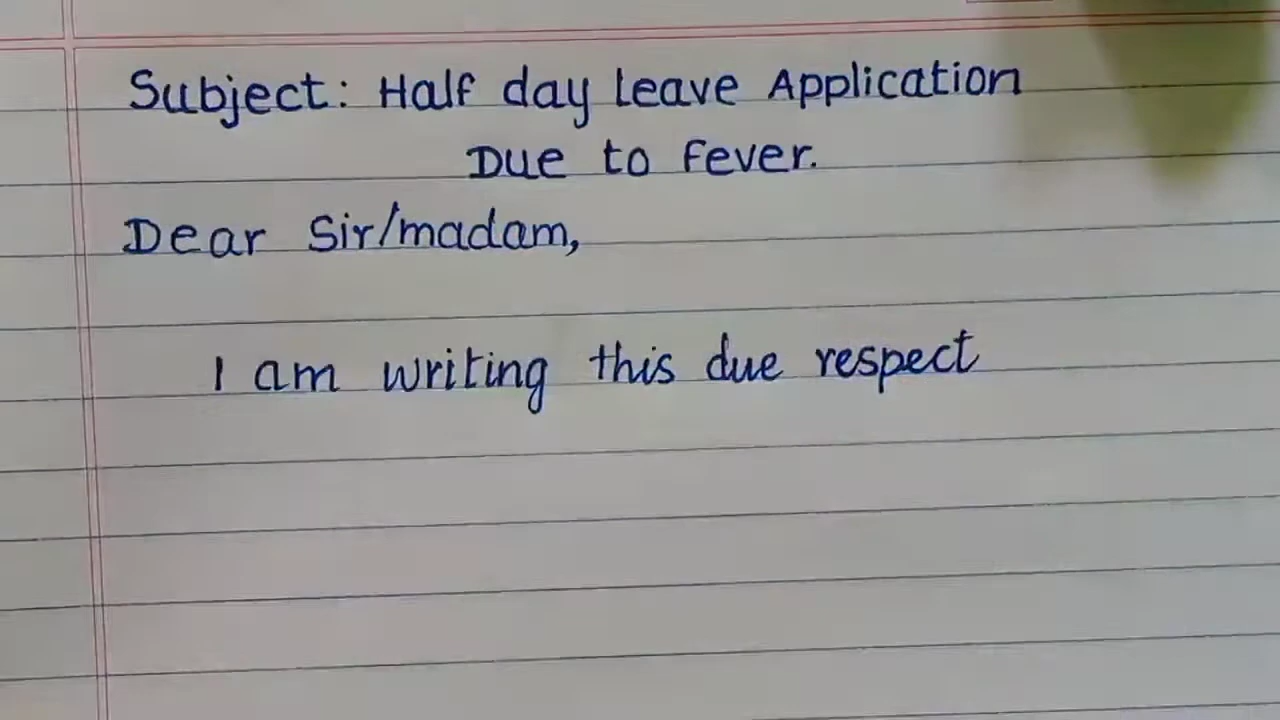 Subject: Half day leave Application
Due to fever.
Dear Sir/madam,
I am writing this due respect